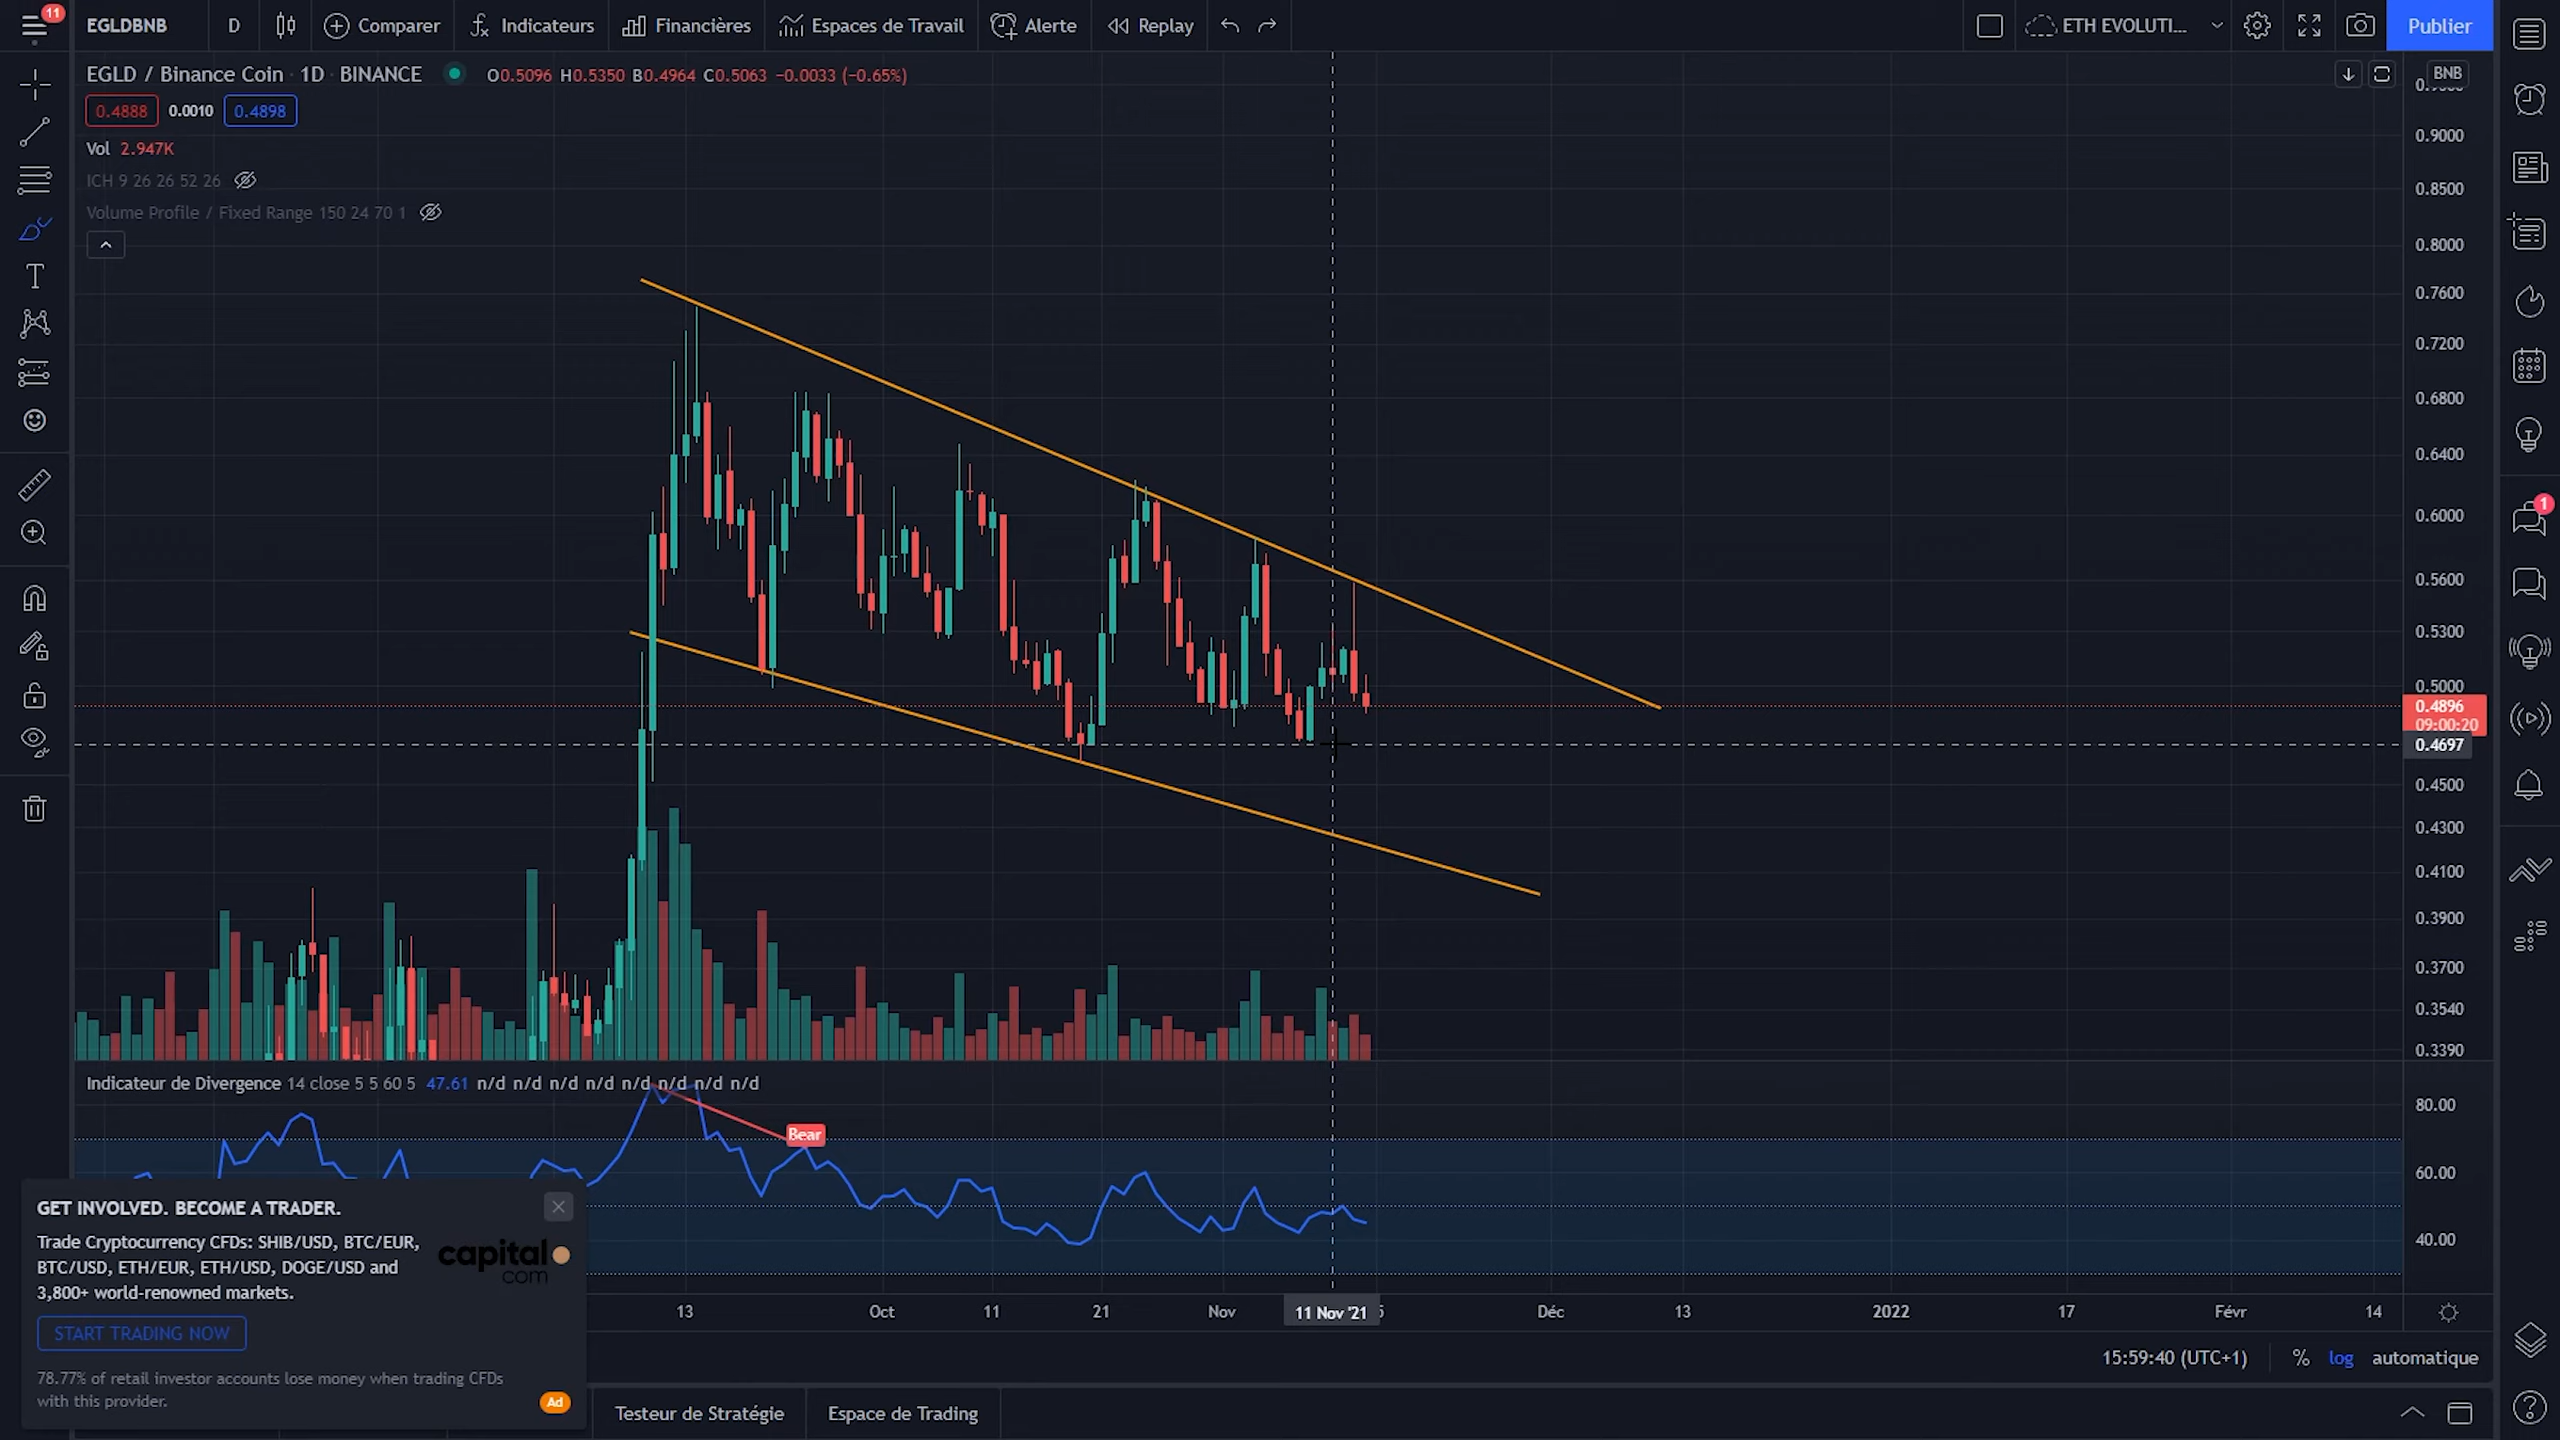 11
EGLDBNB D Comparer Indicateurs Financières Espaces de Travail Alerte Replay ETH EVOLUTI... Publier
EGLD / Binance Coin · 1D · BINANCE O0.5096 H0.5350 B0.4964 C0.5063 −0.0033 (−0.65%)
BNB
0.4888 0.0010 0.4898
Vol 2.947K
ICH 9 26 26 52 26
Volume Profile / Fixed Range 150 24 70 1
0.9000
0.8500
0.8000
0.7600
0.7200
0.6800
0.6400
0.6000
1
0.5600
0.5300
0.5000
0.4896
09:00:20
0.4697
0.4500
0.4300
0.4100
0.3900
0.3700
0.3540
0.3390
Indicateur de Divergence 14 close 5 5 60 5 47.61 n/d n/d n/d n/d n/d n/d n/d n/d
80.00
Bear
60.00
40.00
GET INVOLVED. BECOME A TRADER.
Trade Cryptocurrency CFDs: SHIB/USD, BTC/EUR,
BTC/USD, ETH/EUR, ETH/USD, DOGE/USD and
3,800+ world-renowned markets.
capital
com
START TRADING NOW
78.77% of retail investor accounts lose money when trading CFDs
with this provider.
Ad
13 Oct 11 21 Nov 11 Nov '21 Déc 13 2022 17 Févr 14
15:59:40 (UTC+1) % log automatique
Testeur de Stratégie Espace de Trading